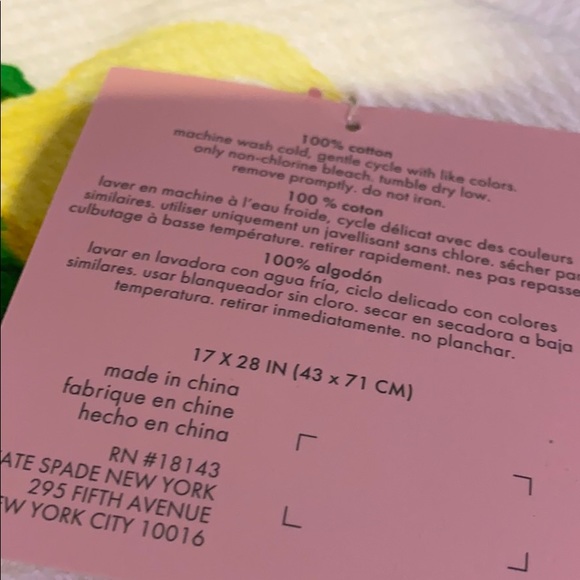 100% cotton
machine wash cold, gentle cycle with like colors.
only non-chlorine bleach. tumble dry low.
remove promptly. do not iron.
100 % coton
laver en machine à l'eau froide, cycle délicat avec des couleurs
similaires. utiliser uniquement un javellisant sans chlore. sécher par
culbutage à basse température. retirer rapidement. nes pas repasse
100% algodón
lavar en lavadora con agua fría, ciclo delicado con colores
similares. usar blanqueador sin cloro. secar en secadora a baja
temperatura. retirar inmediatamente. no planchar.
17 X 28 IN (43 x 71 CM)
made in china
fabrique en chine
hecho en china
RN #18143
ATE SPADE NEW YORK
295 FIFTH AVENUE
EW YORK CITY 10016